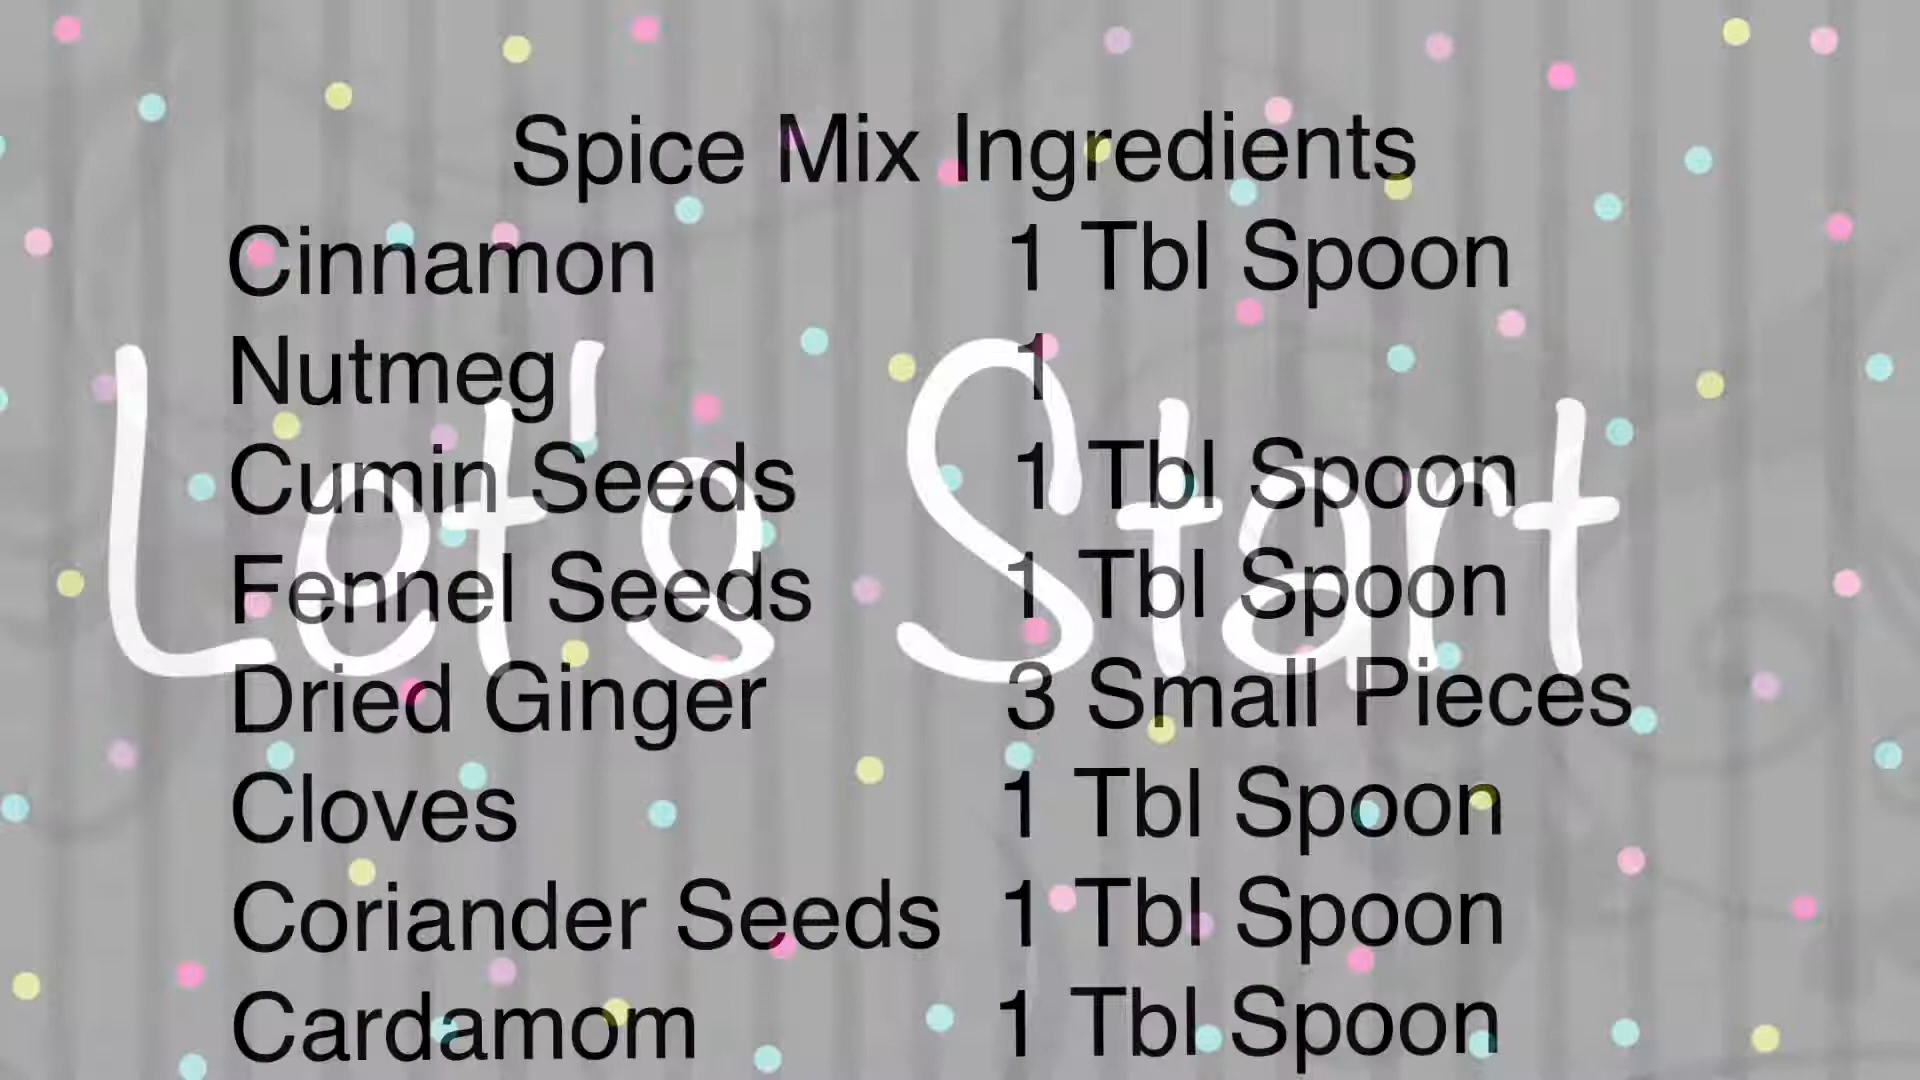 Spice Mix Ingredients
Cinnamon 1 Tbl Spoon
Nutmeg 1
Cumin Seeds 1 Tbl Spoon
Let's Start
Fennel Seeds 1 Tbl Spoon
Dried Ginger 3 Small Pieces
Cloves 1 Tbl Spoon
Coriander Seeds 1 Tbl Spoon
Cardamom 1 Tbl Spoon